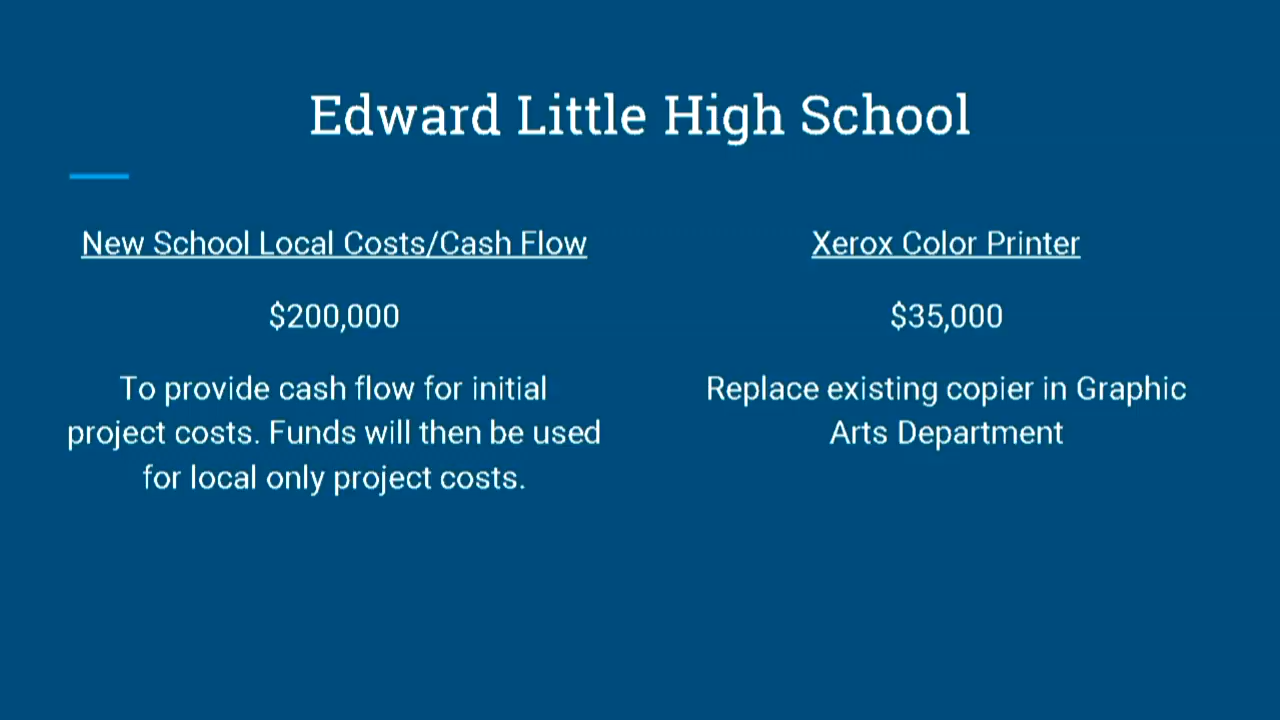 Edward Little High School
New School Local Costs/Cash Flow
$200,000
To provide cash flow for initial
project costs. Funds will then be used
for local only project costs.
Xerox Color Printer
$35,000
Replace existing copier in Graphic
Arts Department